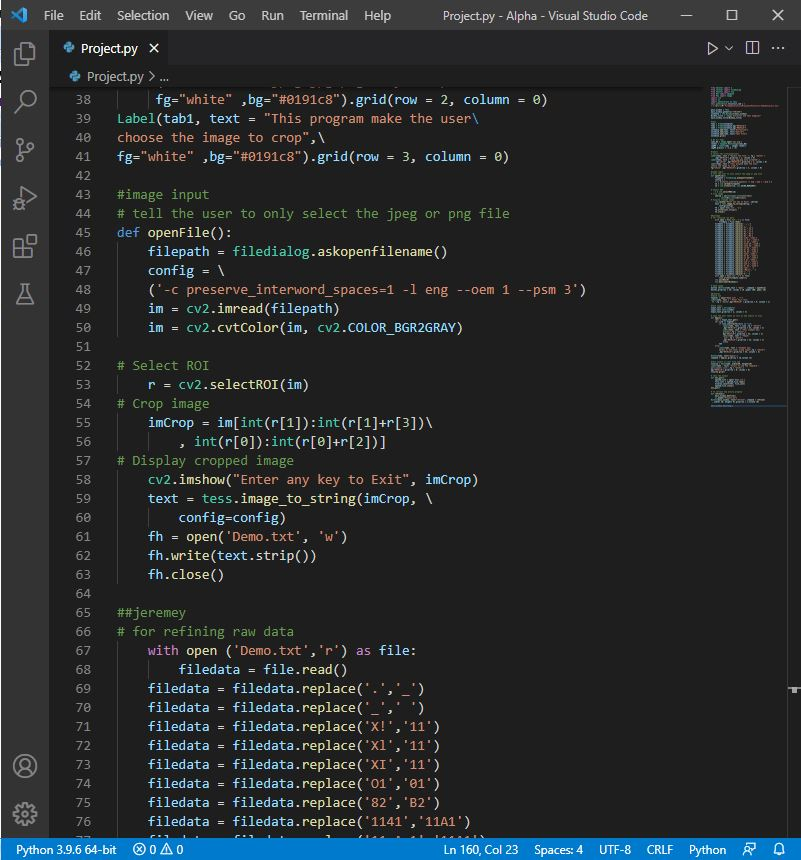 File Edit Selection View Go Run Terminal Help Project.py - Alpha - Visual Studio Code
Project.py
Project.py > ...
38 fg="white" ,bg="#0191c8").grid(row = 2, column = 0)
39 Label(tab1, text = "This program make the user\
40 choose the image to crop",\
41 fg="white" ,bg="#0191c8").grid(row = 3, column = 0)
42
43 #image input
44 # tell the user to only select the jpeg or png file
45 def openFile():
46 filepath = filedialog.askopenfilename()
47 config = \
48 ('-c preserve_interword_spaces=1 -l eng --oem 1 --psm 3')
49 im = cv2.imread(filepath)
50 im = cv2.cvtColor(im, cv2.COLOR_BGR2GRAY)
51
52 # Select ROI
53 r = cv2.selectROI(im)
54 # Crop image
55 imCrop = im[int(r[1]):int(r[1]+r[3])\
56 , int(r[0]):int(r[0]+r[2])]
57 # Display cropped image
58 cv2.imshow("Enter any key to Exit", imCrop)
59 text = tess.image_to_string(imCrop, \
60 config=config)
61 fh = open('Demo.txt', 'w')
62 fh.write(text.strip())
63 fh.close()
64
65 ##jeremey
66 # for refining raw data
67 with open ('Demo.txt','r') as file:
68 filedata = file.read()
69 filedata = filedata.replace('.','_')
70 filedata = filedata.replace('_',' ')
71 filedata = filedata.replace('X!','11')
72 filedata = filedata.replace('Xl','11')
73 filedata = filedata.replace('XI','11')
74 filedata = filedata.replace('O1','01')
75 filedata = filedata.replace('82','B2')
76 filedata = filedata.replace('1141','11A1')
Python 3.9.6 64-bit 0 0 Ln 160, Col 23 Spaces: 4 UTF-8 CRLF Python